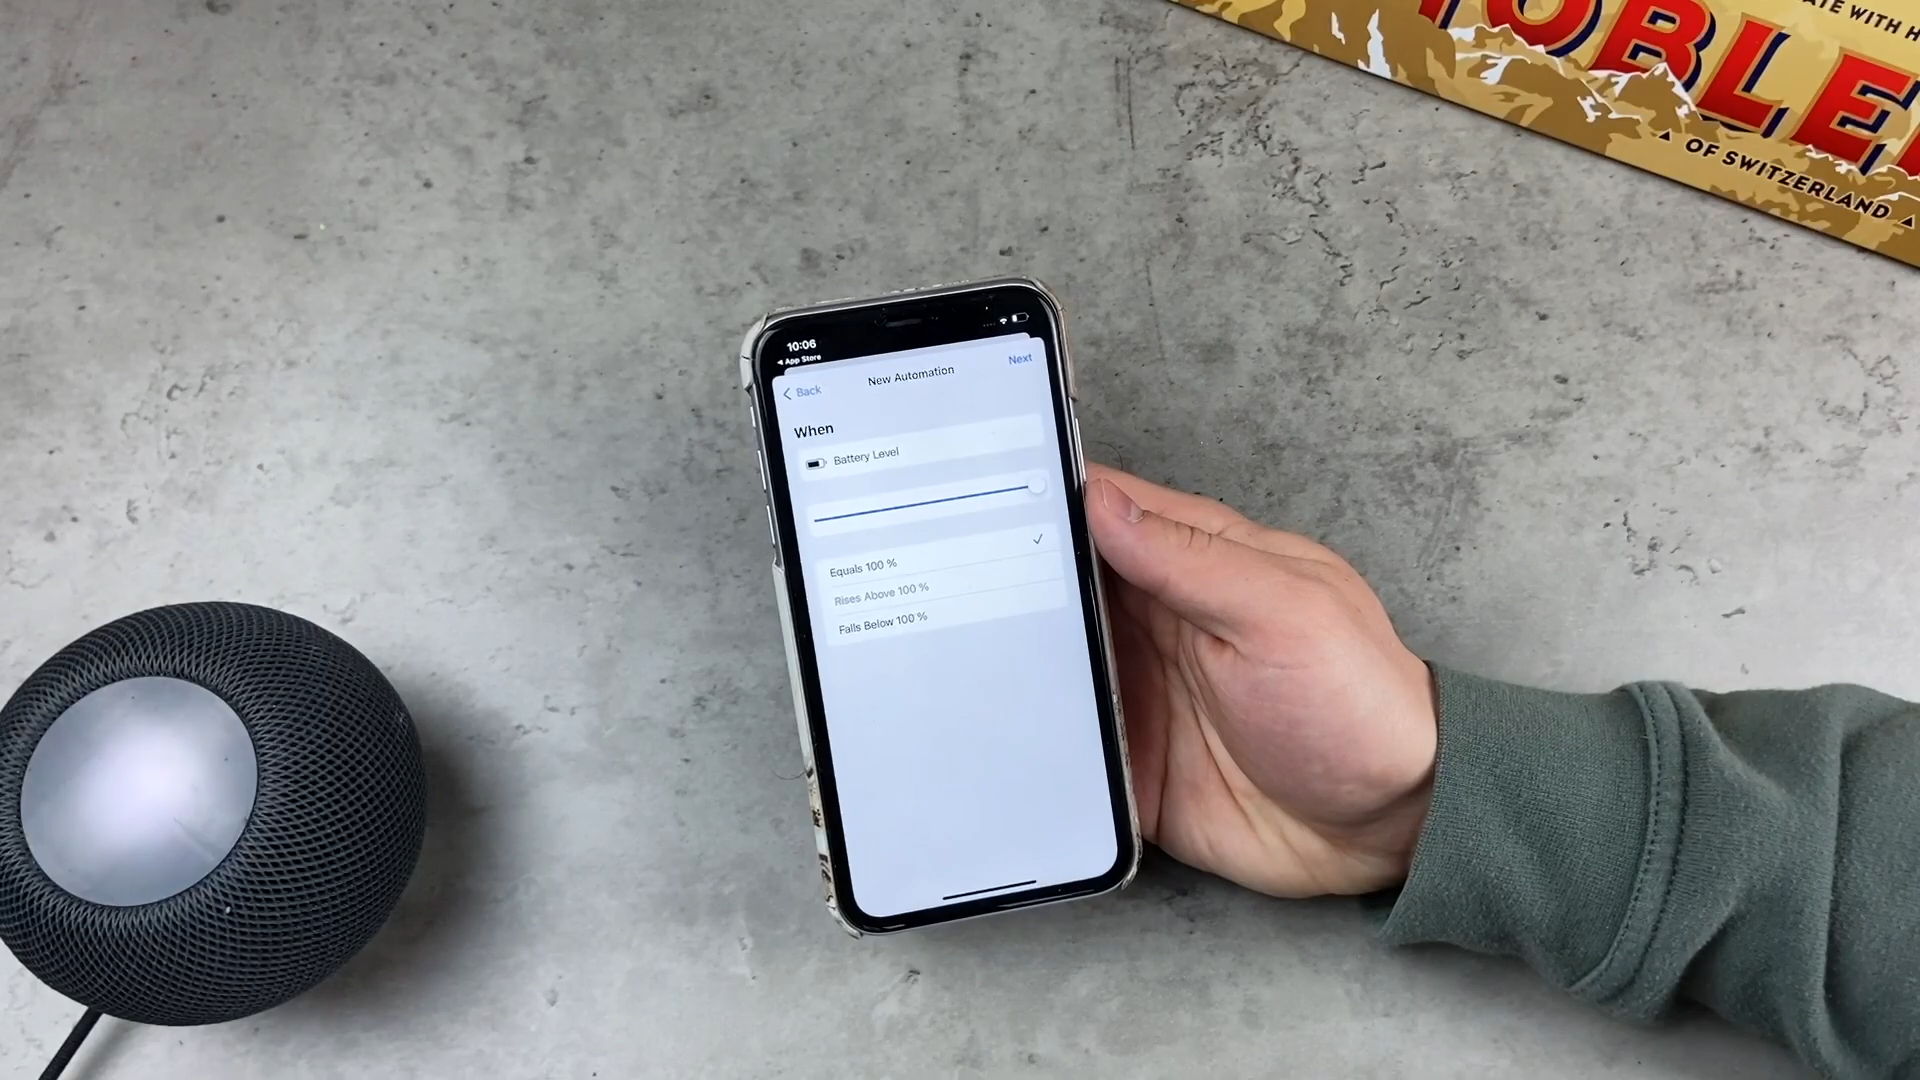 ATE WITH H
TOBLE
OF SWITZERLAND
10:06
App Store
Back
New Automation
Next
When
Battery Level
Equals 100 %
Rises Above 100 %
Falls Below 100 %